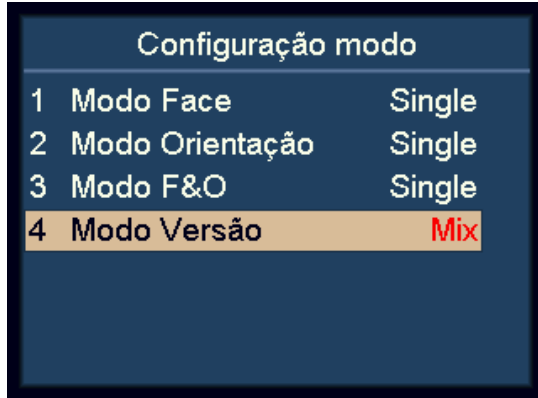 Configuração modo
1 Modo Face Single
2 Modo Orientação Single
3 Modo F&O Single
4 Modo Versão Mix